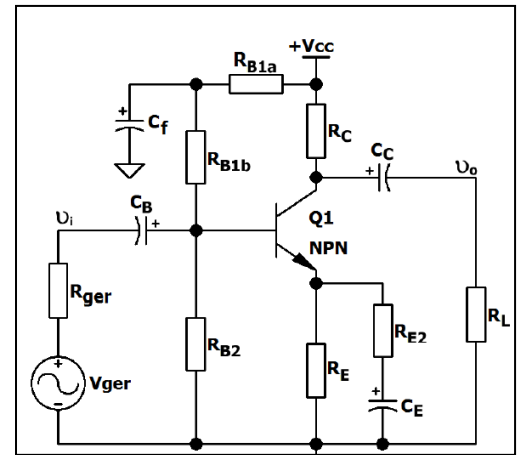 +Vcc
R_B1a
+
C_f
R_C
R_B1b
C_C
+
υ_o
C_B
+
υ_i
Q1
NPN
R_ger
R_E2
R_L
R_B2
R_E
+
Vger
+
−
C_E